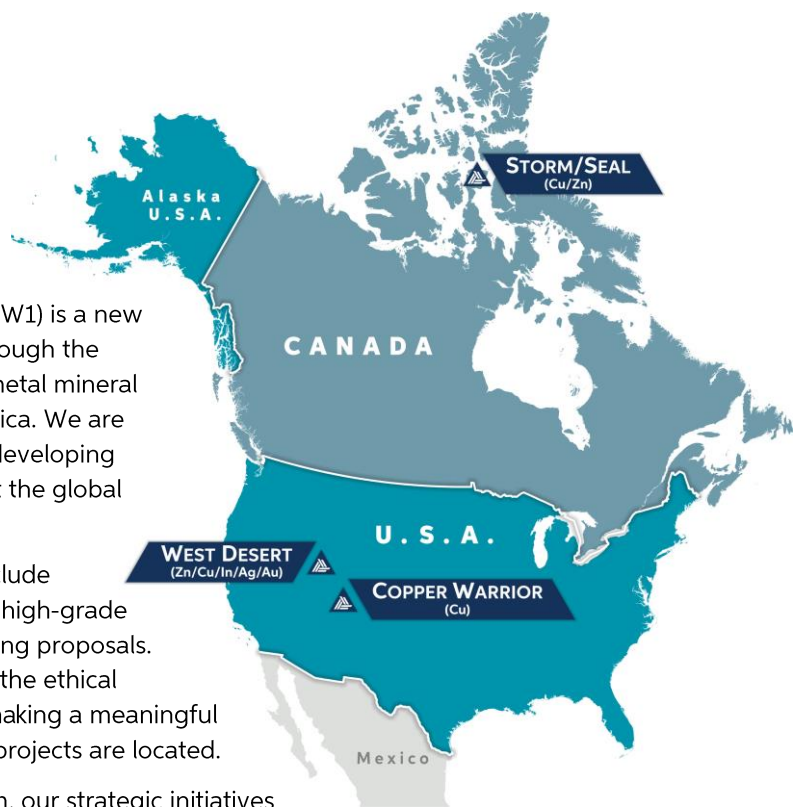 STORM/SEAL
(Cu/Zn)
Alaska
U.S.A.
W1) is a new
ough the
CANADA
netal mineral
ica. We are
developing
t the global
U.S.A.
WEST DESERT
(Zn/Cu/In/Ag/Au)
clude
COPPER WARRIOR
(Cu)
high-grade
ng proposals.
the ethical
naking a meaningful
projects are located.
Mexico
n, our strategic initiatives